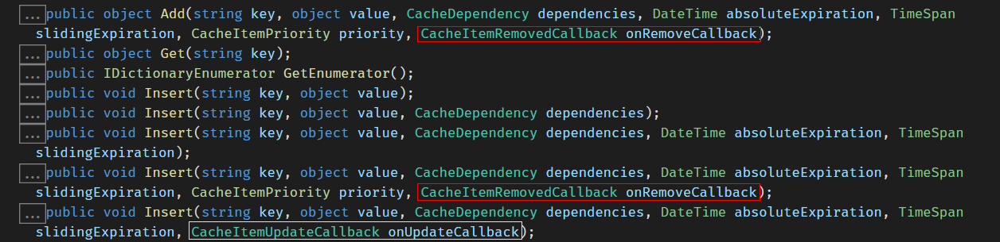 ...public object Add(string key, object value, CacheDependency dependencies, DateTime absoluteExpiration, TimeSpan
slidingExpiration, CacheItemPriority priority, CacheItemRemovedCallback onRemoveCallback);
...public object Get(string key);
...public IDictionaryEnumerator GetEnumerator();
...public void Insert(string key, object value);
...public void Insert(string key, object value, CacheDependency dependencies);
...public void Insert(string key, object value, CacheDependency dependencies, DateTime absoluteExpiration, TimeSpan
slidingExpiration);
...public void Insert(string key, object value, CacheDependency dependencies, DateTime absoluteExpiration, TimeSpan
slidingExpiration, CacheItemPriority priority, CacheItemRemovedCallback onRemoveCallback);
...public void Insert(string key, object value, CacheDependency dependencies, DateTime absoluteExpiration, TimeSpan
slidingExpiration, CacheItemUpdateCallback onUpdateCallback);